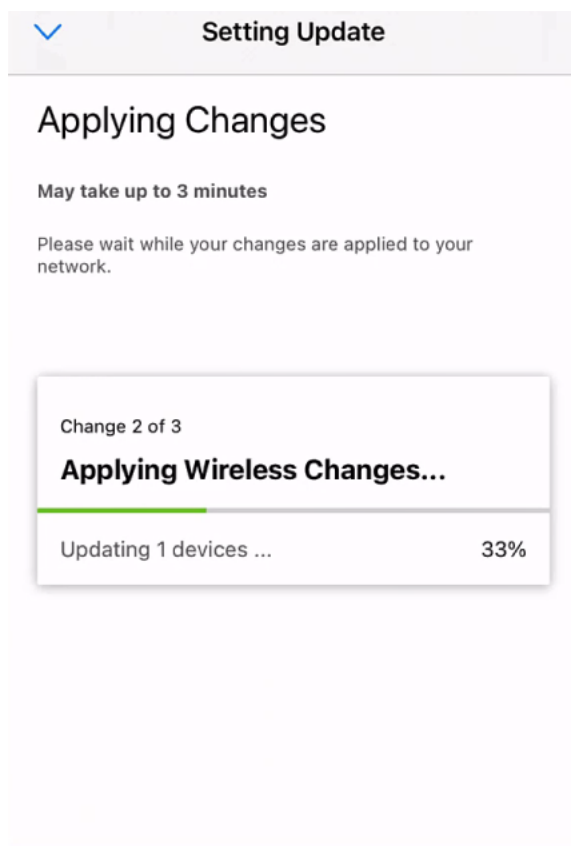 Setting Update
Applying Changes
May take up to 3 minutes
Please wait while your changes are applied to your
network.
Change 2 of 3
Applying Wireless Changes...
Updating 1 devices ...
33%